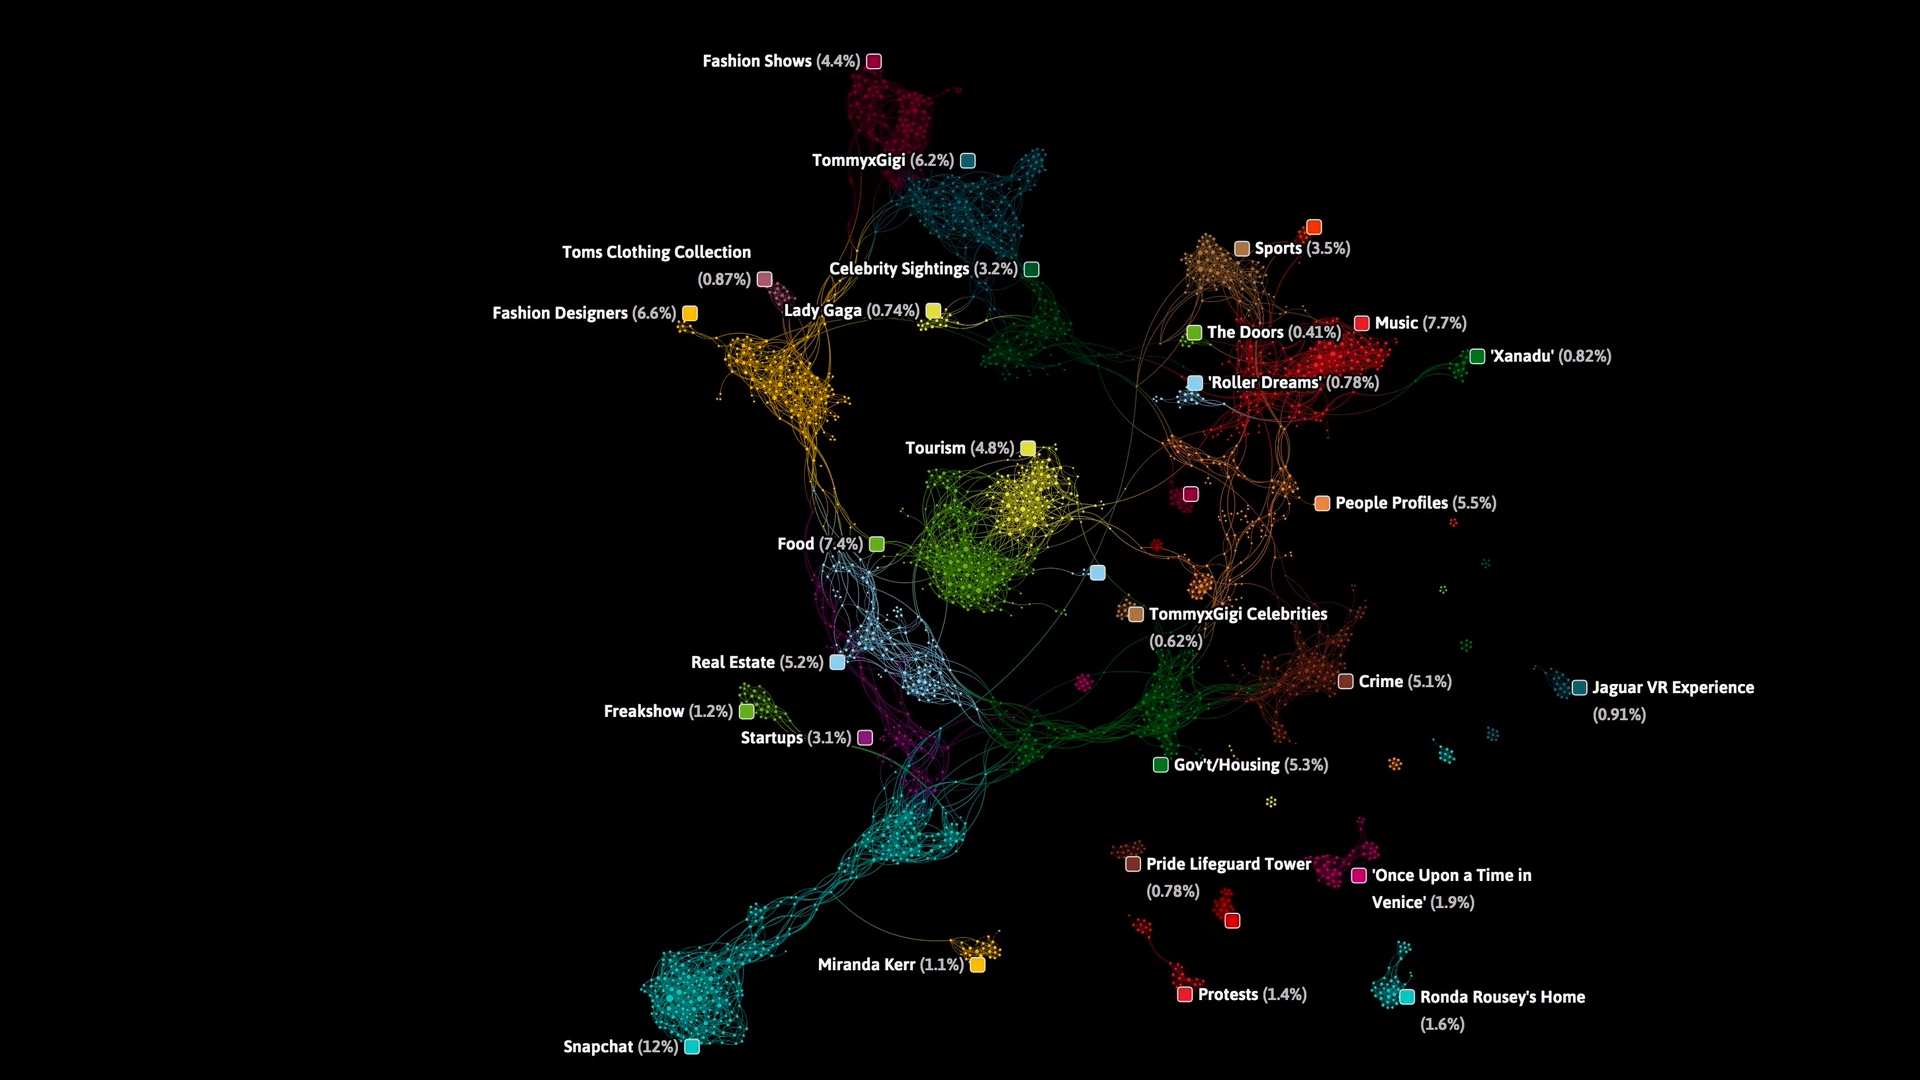 Fashion Shows (4.4%)
TommyxGigi (6.2%)
Sports (3.5%)
Toms Clothing Collection
(0.87%)
Celebrity Sightings (3.2%)
Lady Gaga (0.74%)
Fashion Designers (6.6%)
Music (7.7%)
The Doors (0.41%)
'Xanadu' (0.82%)
'Roller Dreams' (0.78%)
Tourism (4.8%)
People Profiles (5.5%)
Food (7.4%)
TommyxGigi Celebrities
(0.62%)
Real Estate (5.2%)
Crime (5.1%)
Jaguar VR Experience
(0.91%)
Freakshow (1.2%)
Startups (3.1%)
Gov't/Housing (5.3%)
Pride Lifeguard Tower
(0.78%)
'Once Upon a Time in
Venice' (1.9%)
Miranda Kerr (1.1%)
Protests (1.4%)
Ronda Rousey's Home
(1.6%)
Snapchat (12%)